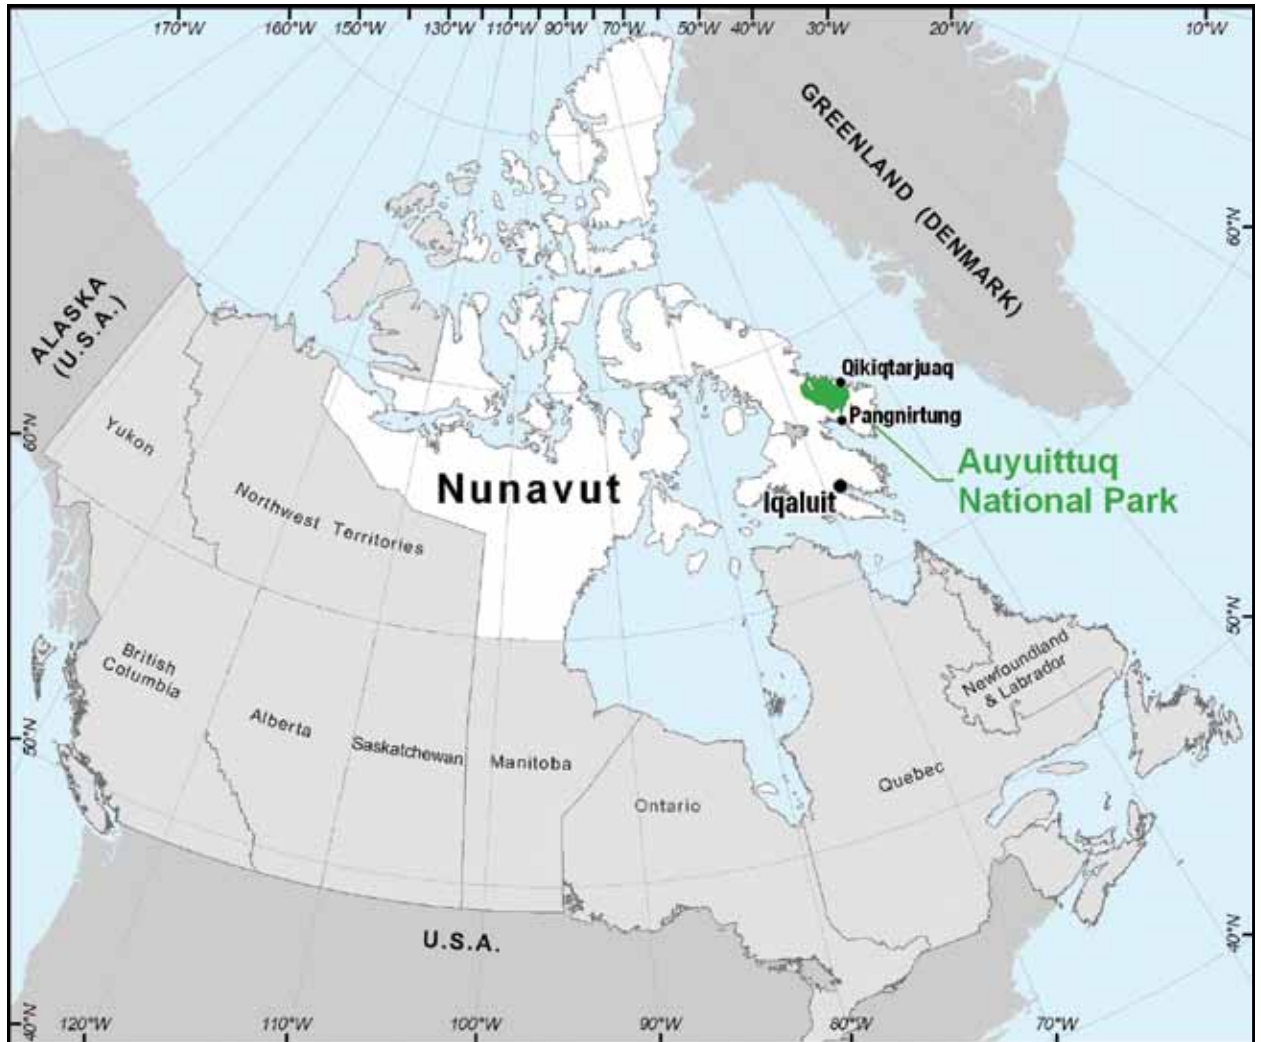 170°W 160°W 150°W 130°W 110°W 90°W 70°W 50°W 40°W 30°W 20°W 10°W
GREENLAND (DENMARK)
60°N
ALASKA
(U.S.A.)
Qikiqtarjuaq
Pangnirtung
60°N
Yukon
Auyuittuq
National Park
Nunavut
Iqaluit
Northwest Territories
50°N
British
Columbia
Newfoundland
& Labrador
Alberta
Saskatchewan
Manitoba
50°N
Quebec
Ontario
U.S.A.
40°N
40°N
120°W 110°W 100°W 90°W 80°W 70°W